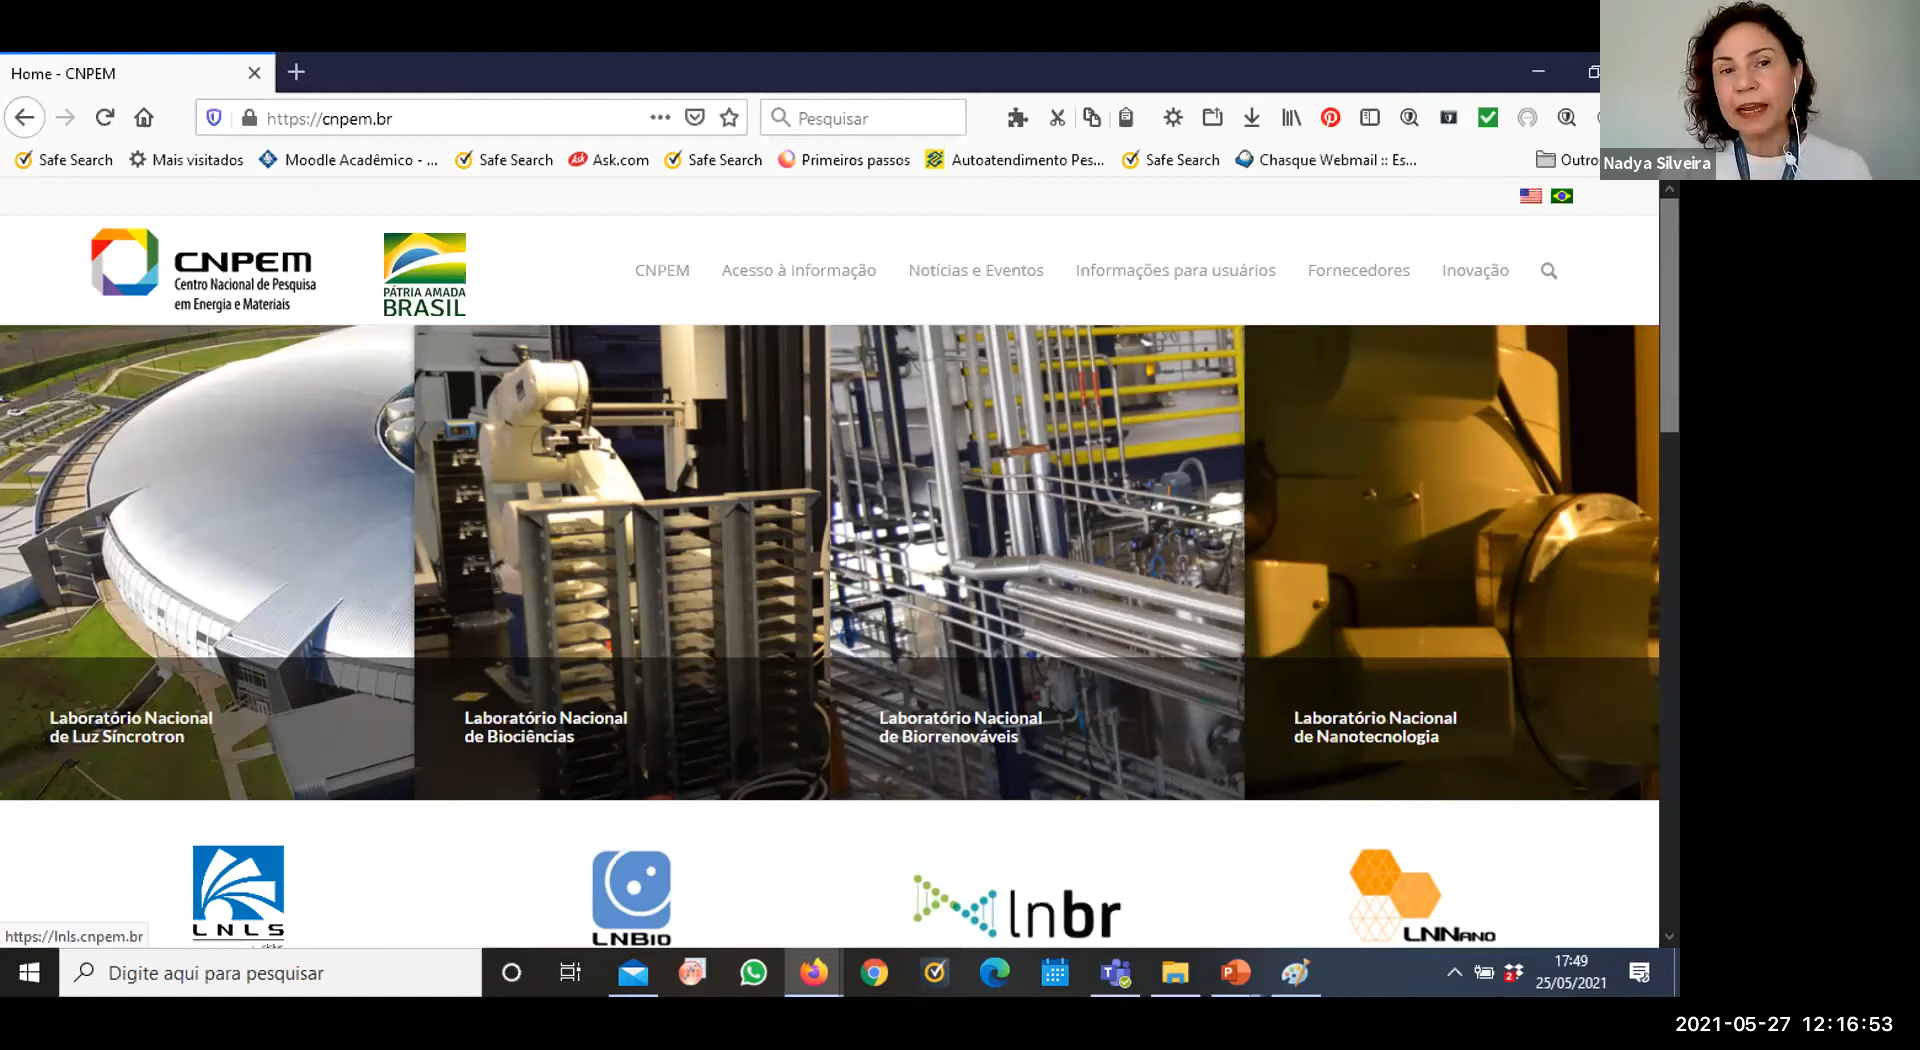 Home - CNPEM
https://cnpem.br
Pesquisar
Safe Search
Mais visitados
Moodle Acadêmico - ...
Safe Search
Ask
Ask.com
Safe Search
Primeiros passos
Autoatendimento Pes...
Safe Search
Chasque Webmail :: Es...
Outro
Nadya Silveira
CNPEM
Centro Nacional de Pesquisa
em Energia e Materiais
PÁTRIA AMADA
BRASIL
CNPEM
Acesso à Informação
Notícias e Eventos
Informações para usuários
Fornecedores
Inovação
Laboratório Nacional
de Luz Síncrotron
Laboratório Nacional
de Biociências
Laboratório Nacional
de Biorrenováveis
Laboratório Nacional
de Nanotecnologia
LNLS
LNBio
lnbr
LNNano
https://lnls.cnpem.br
Digite aqui para pesquisar
2
17:49
25/05/2021
2021-05-27 12:16:53